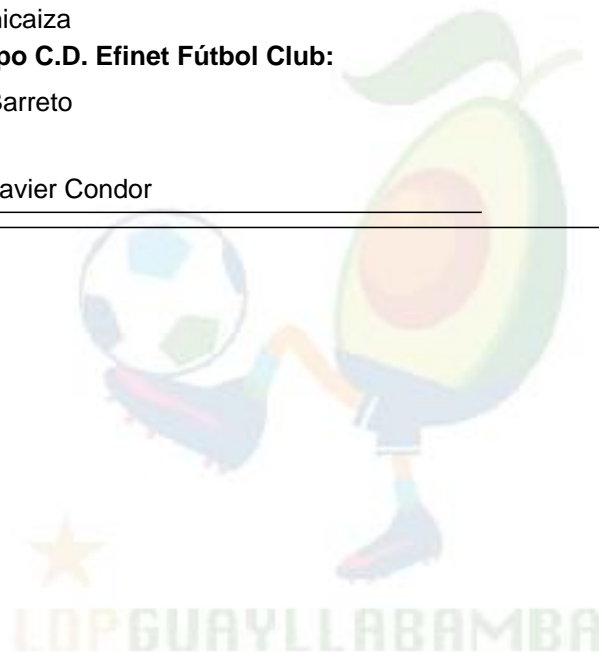 nicaiza
po C.D. Efinet Fútbol Club:
Barreto
avier Condor
LDPGUAYLLABAMBA